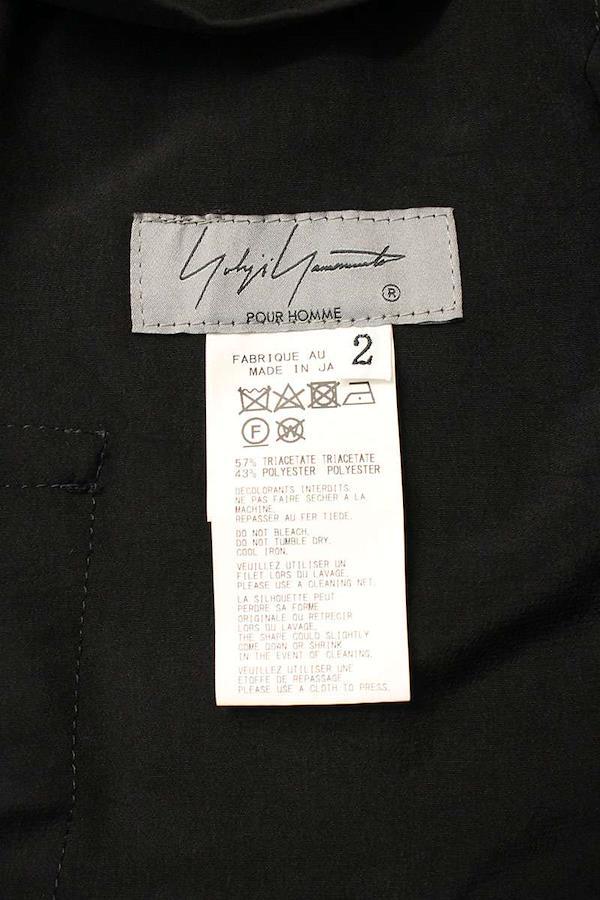 Yohji Yamamoto
®
POUR HOMME
2
FABRIQUE AU
MADE IN JA
F
W
57% TRIACETATE TRIACETATE
43% POLYESTER POLYESTER
DECOLORANTS INTERDITS.
NE PAS FAIRE SECHER A LA
MACHINE.
REPASSER AU FER TIEDE.
DO NOT BLEACH.
DO NOT TUMBLE DRY.
COOL IRON.
VEUILLEZ UTILISER UN
FILET LORS DU LAVAGE.
PLEASE USE A CLEANING NET.
LA SILHOUETTE PEUT
PERDRE SA FORME
ORIGINALE OU RETRECIR
LORS DU LAVAGE.
THE SHAPE COULD SLIGHTLY
COME DOWN OR SHRINK
IN THE EVENT OF CLEANING.
VEUILLEZ UTILISER UNE
ETOFFE DE REPASSAGE
PLEASE USE A CLOTH TO PRESS.